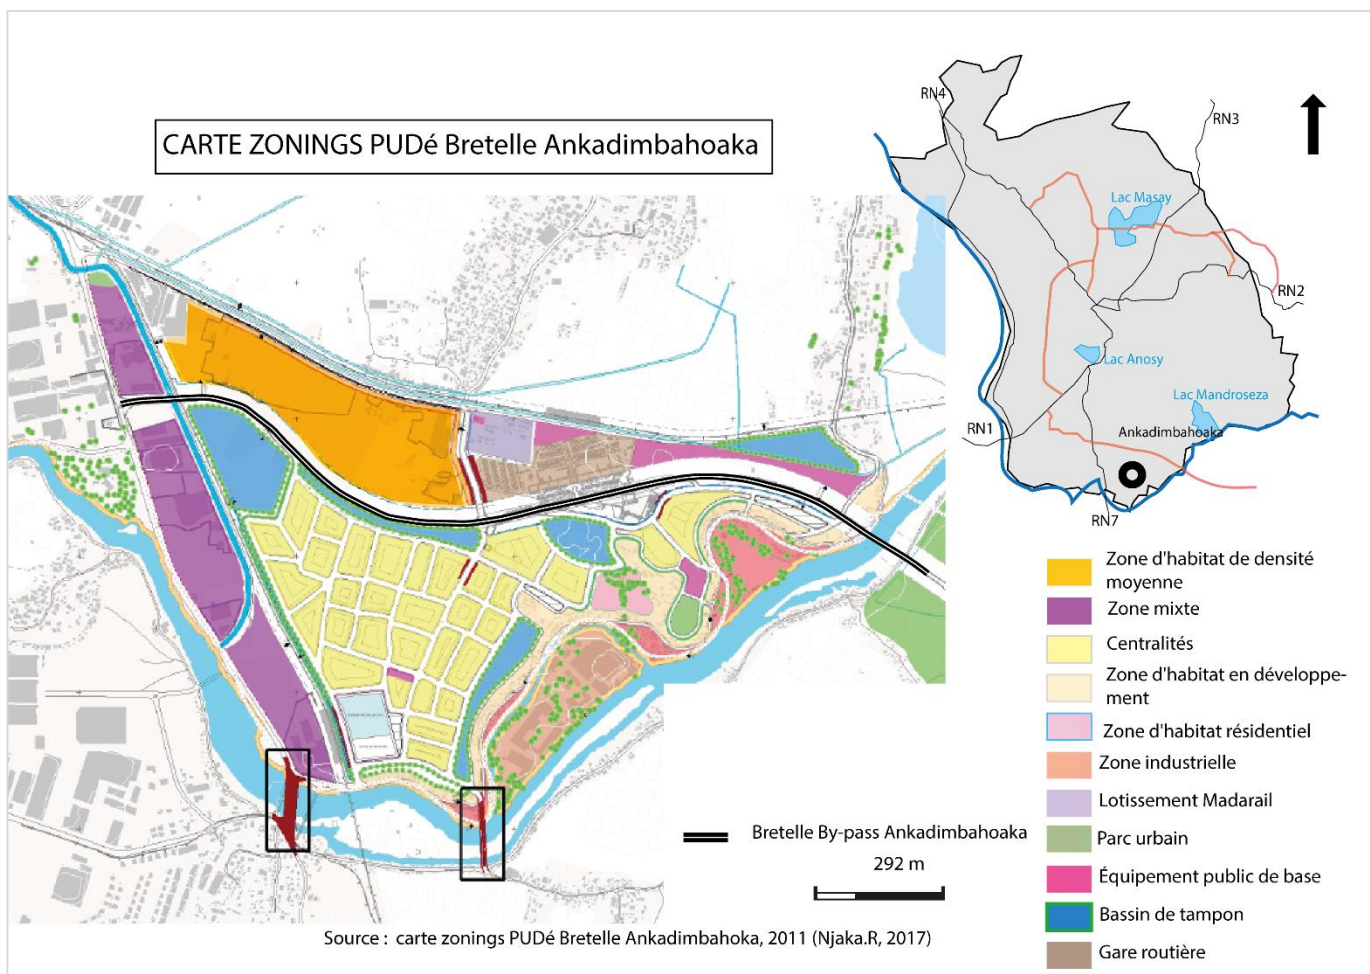 CARTE ZONINGS PUDé Bretelle Ankadimbahoaka
RN4
RN3
Lac Masay
RN2
Lac Anosy
Lac Mandroseza
RN1
Ankadimbahoaka
RN7
Zone d'habitat de densité
moyenne
Zone mixte
Centralités
Zone d'habitat en développe-
ment
Zone d'habitat résidentiel
Zone industrielle
Lotissement Madarail
Parc urbain
Équipement public de base
Bassin de tampon
Gare routière
Bretelle By-pass Ankadimbahoaka
292 m
Source : carte zonings PUDé Bretelle Ankadimbahoka, 2011 (Njaka.R, 2017)